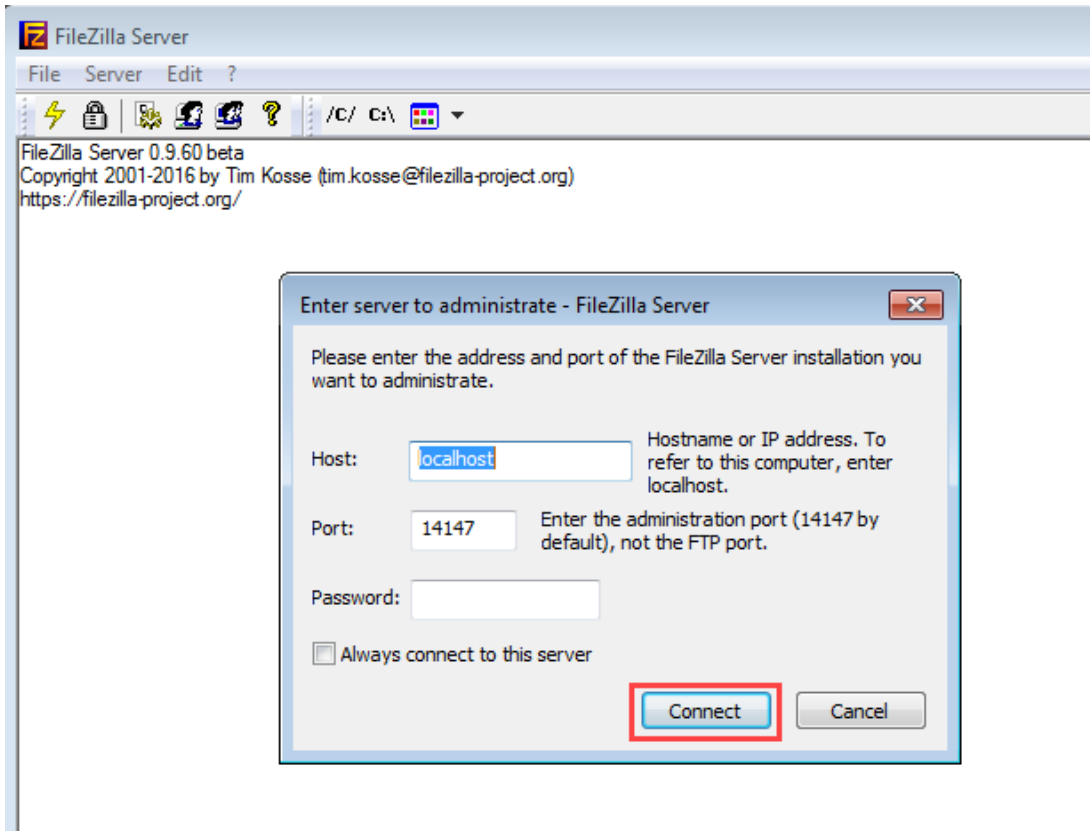 FileZilla Server
File Server Edit ?
/C/ C:\
FileZilla Server 0.9.60 beta
Copyright 2001-2016 by Tim Kosse (tim.kosse@filezilla-project.org)
https://filezilla-project.org/
Enter server to administrate - FileZilla Server
Please enter the address and port of the FileZilla Server installation you
want to administrate.
Host: localhost
Hostname or IP address. To
refer to this computer, enter
localhost.
Port: 14147
Enter the administration port (14147 by
default), not the FTP port.
Password:
Always connect to this server
Connect Cancel